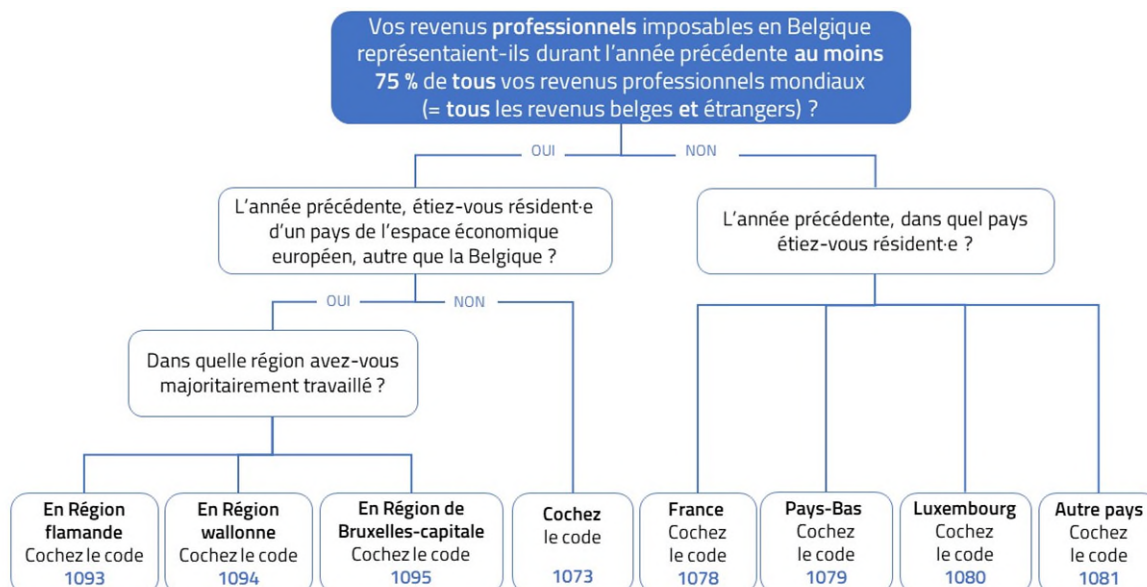 Vos revenus professionnels imposables en Belgique
représentaient-ils durant l’année précédente au moins
75 % de tous vos revenus professionnels mondiaux
(= tous les revenus belges et étrangers) ?
OUI
NON
L’année précédente, étiez-vous résident·e
d’un pays de l’espace économique
européen, autre que la Belgique ?
L’année précédente, dans quel pays
étiez-vous résident·e ?
OUI
NON
Dans quelle région avez-vous
majoritairement travaillé ?
En Région
flamande
Cochez le code
1093
En Région
wallonne
Cochez le code
1094
En Région de
Bruxelles-capitale
Cochez le code
1095
Cochez
le code
1073
France
Cochez
le code
1078
Pays-Bas
Cochez
le code
1079
Luxembourg
Cochez
le code
1080
Autre pays
Cochez
le code
1081